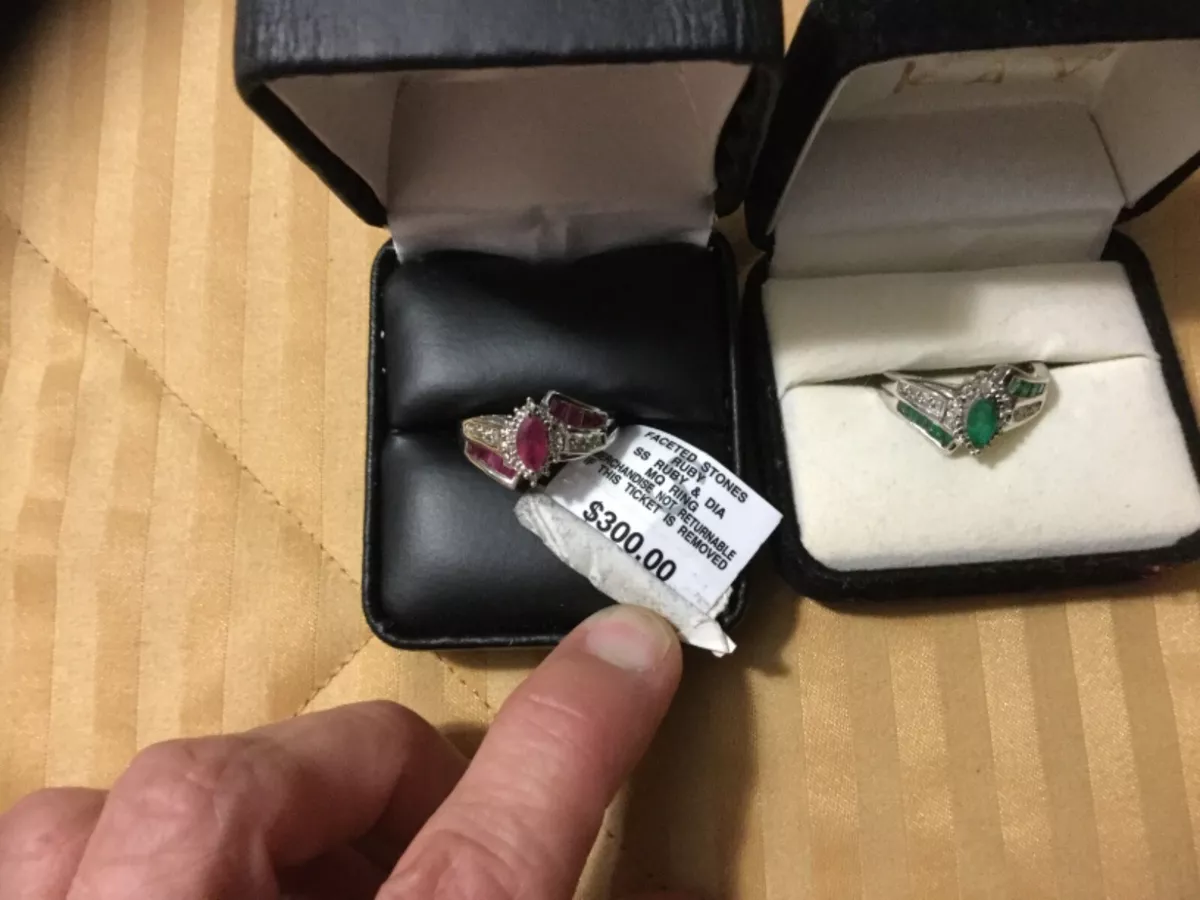 FACETED STONES
RUBY
SS RUBY & DIA
MQ RING
MERCHANDISE NOT RETURNABLE
IF THIS TICKET IS REMOVED
$300.00